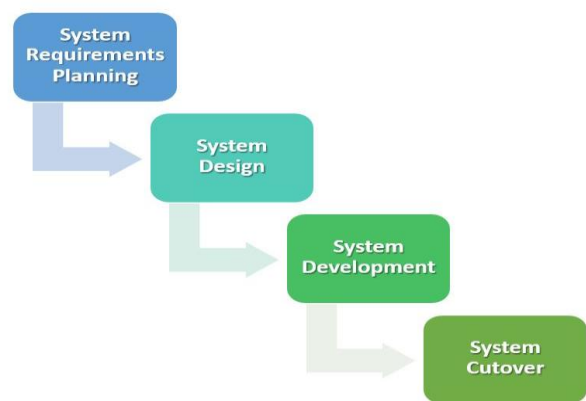 System
Requirements
Planning
System
Design
System
Development
System
Cutover